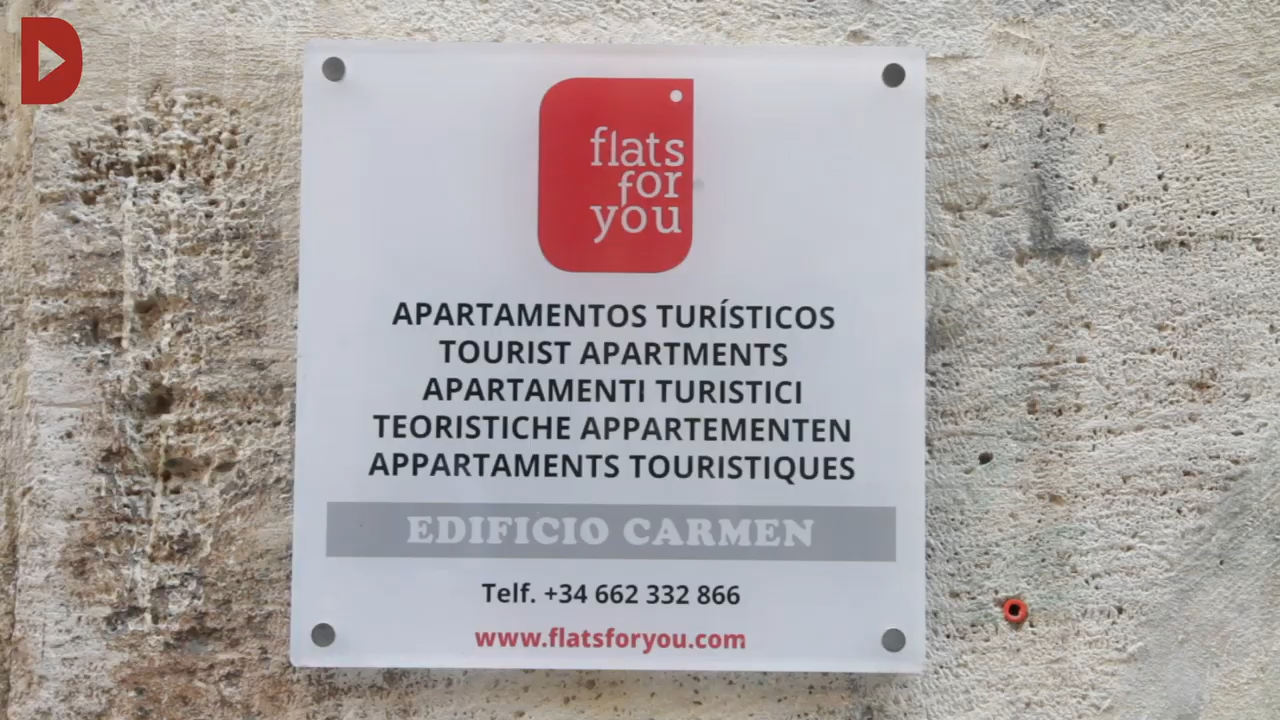 D
flats
for
you
APARTAMENTOS TURÍSTICOS
TOURIST APARTMENTS
APARTAMENTI TURISTICI
TEORISTICHE APPARTEMENTEN
APPARTAMENTS TOURISTIQUES
EDIFICIO CARMEN
Telf. +34 662 332 866
www.flatsforyou.com